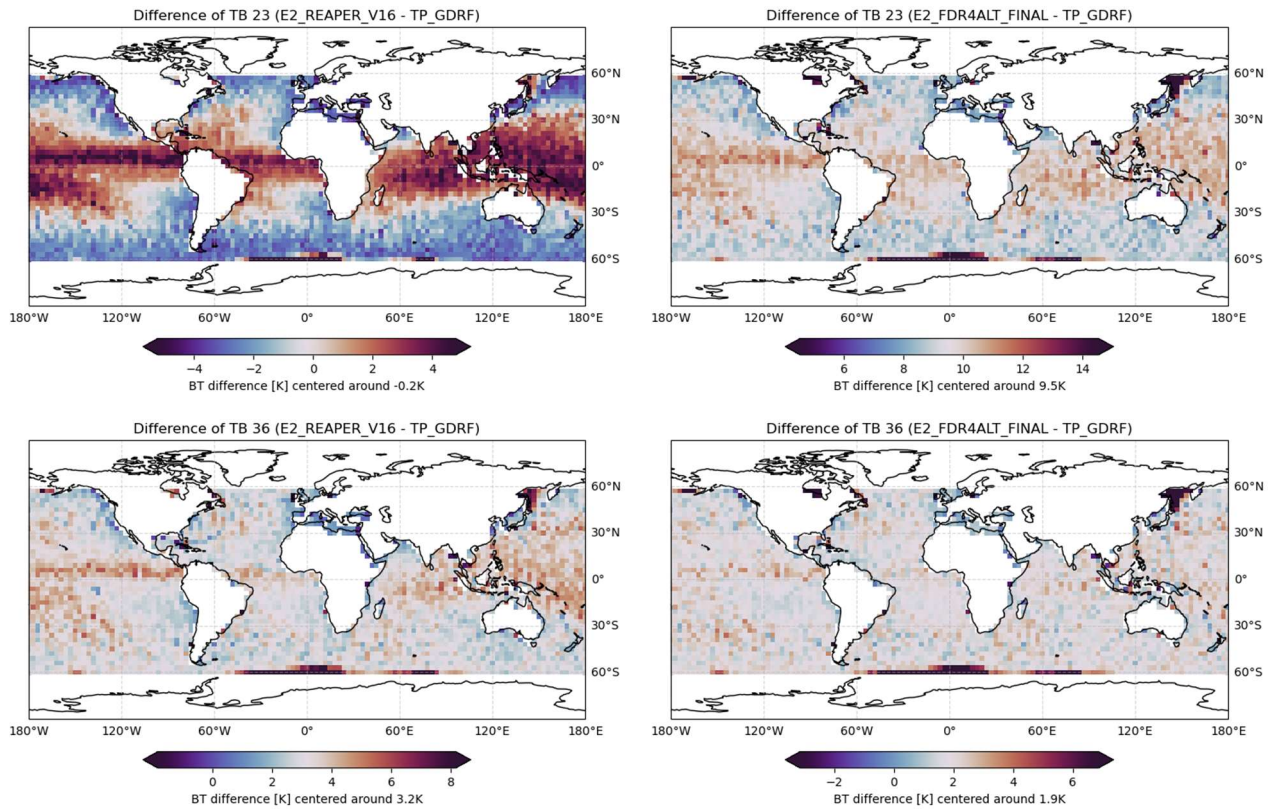 Difference of TB 23 (E2_REAPER_V16 - TP_GDRF)
Difference of TB 23 (E2_FDR4ALT_FINAL - TP_GDRF)
60°N
60°N
30°N
30°N
0°
0°
30°S
30°S
60°S
60°S
180°W 120°W 60°W 0° 60°E 120°E 180°E
180°W 120°W 60°W 0° 60°E 120°E 180°E
−4 −2 0 2 4
6 8 10 12 14
BT difference [K] centered around -0.2K
BT difference [K] centered around 9.5K
Difference of TB 36 (E2_REAPER_V16 - TP_GDRF)
Difference of TB 36 (E2_FDR4ALT_FINAL - TP_GDRF)
60°N
60°N
30°N
30°N
0°
0°
30°S
30°S
60°S
60°S
180°W 120°W 60°W 0° 60°E 120°E 180°E
180°W 120°W 60°W 0° 60°E 120°E 180°E
0 2 4 6 8
−2 0 2 4 6
BT difference [K] centered around 3.2K
BT difference [K] centered around 1.9K